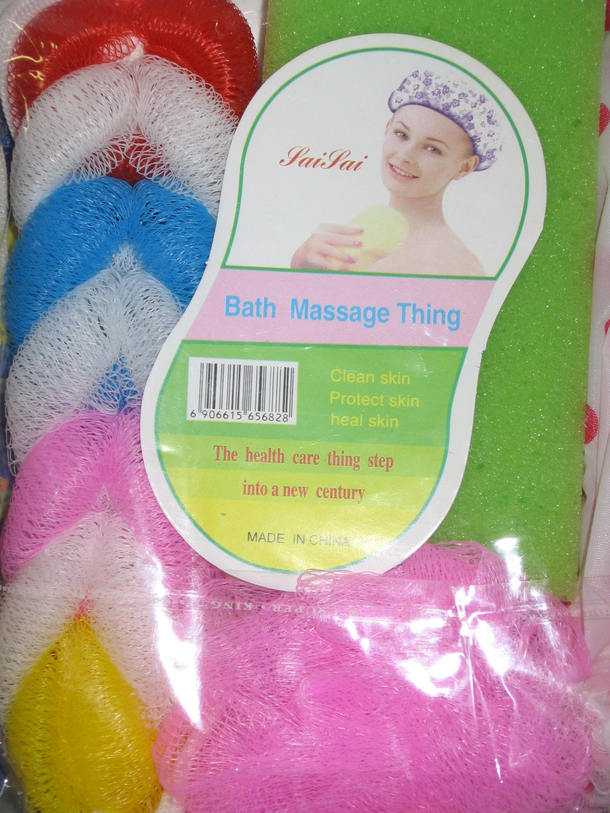 SaiSai
Bath Massage Thing
Clean skin
Protect skin
heal skin
6 906615 656828
The health care thing step
into a new century
MADE IN CHINA